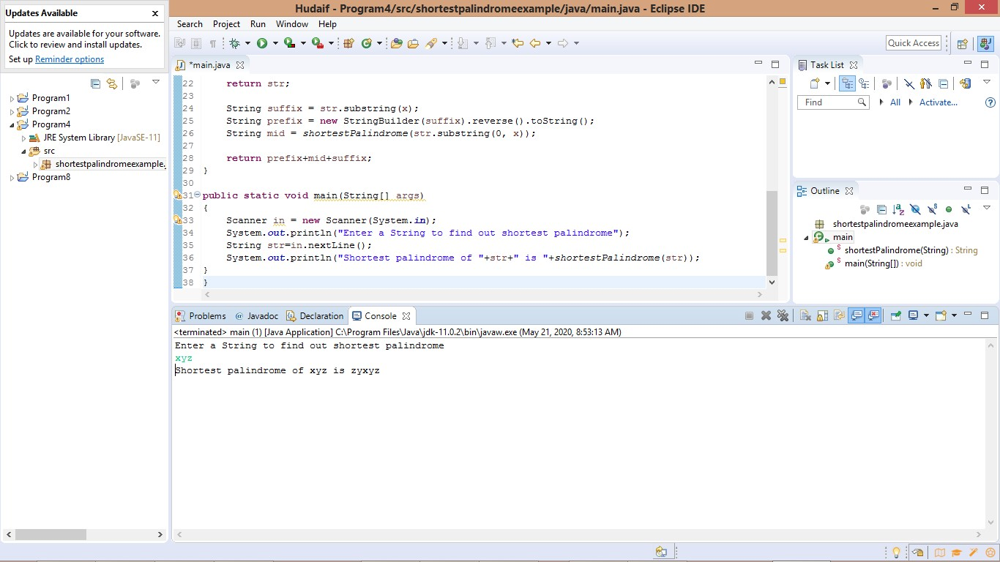 Updates Available
Updates are available for your software.
Click to review and install updates.
Set up Reminder options
Hudaif - Program4/src/shortestpalindromeexample/java/main.java - Eclipse IDE
Search Project Run Window Help
Quick Access
Program1
Program2
Program4
JRE System Library [JavaSE-11]
src
shortestpalindromeexample.
Program8
*main.java
22 return str;
23
24 String suffix = str.substring(x);
25 String prefix = new StringBuilder(suffix).reverse().toString();
26 String mid = shortestPalindrome(str.substring(0, x));
27
28 return prefix+mid+suffix;
29 }
30
31 public static void main(String[] args)
32 {
33 Scanner in = new Scanner(System.in);
34 System.out.println("Enter a String to find out shortest palindrome");
35 String str=in.nextLine();
36 System.out.println("Shortest palindrome of "+str+" is "+shortestPalindrome(str));
37 }
38 }
Task List
Find All Activate...
Outline
shortestpalindromeexample.java
main
shortestPalindrome(String) : String
main(String[]) : void
Problems @ Javadoc Declaration Console
<terminated> main (1) [Java Application] C:\Program Files\Java\jdk-11.0.2\bin\javaw.exe (May 21, 2020, 8:53:13 AM)
Enter a String to find out shortest palindrome
xyz
Shortest palindrome of xyz is zyxyz